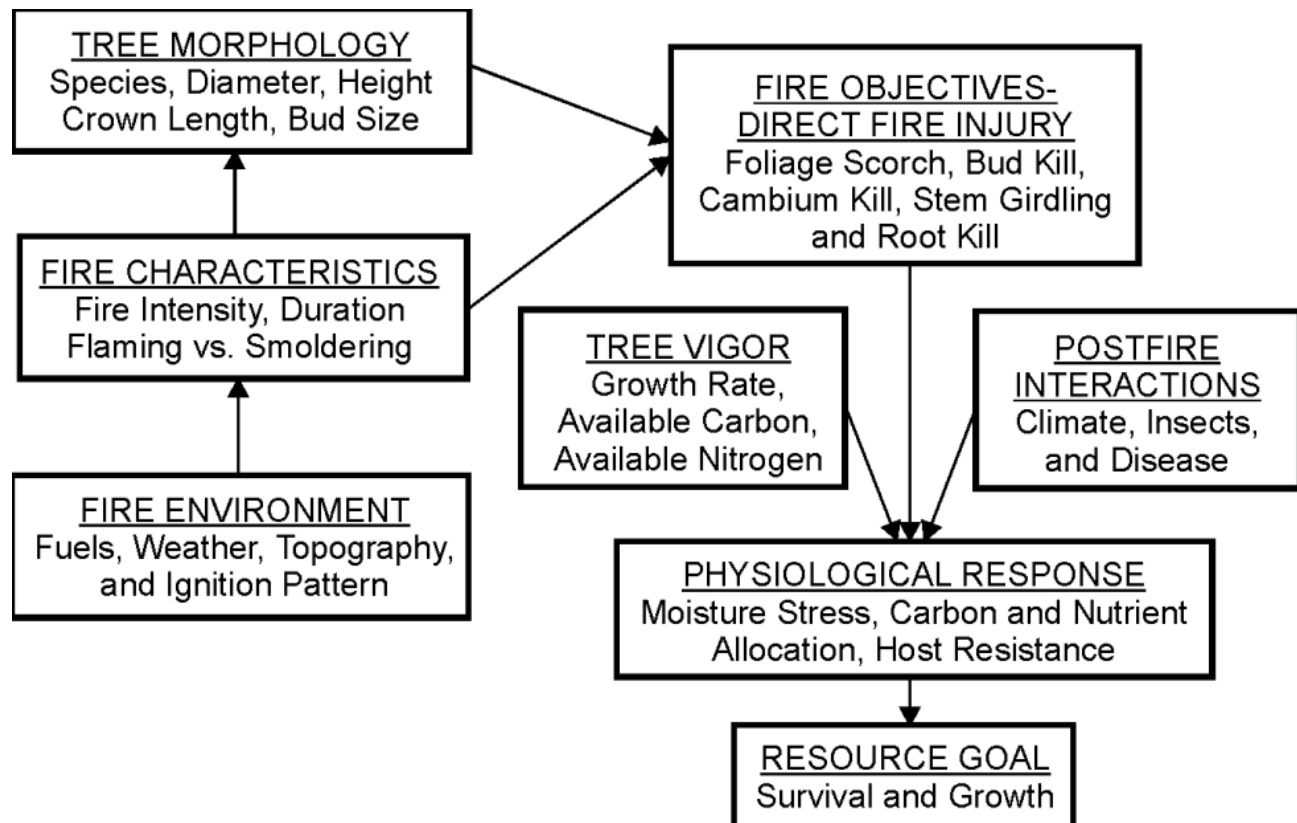 TREE MORPHOLOGY
Species, Diameter, Height
Crown Length, Bud Size
FIRE OBJECTIVES-
DIRECT FIRE INJURY
Foliage Scorch, Bud Kill,
Cambium Kill, Stem Girdling
and Root Kill
FIRE CHARACTERISTICS
Fire Intensity, Duration
Flaming vs. Smoldering
TREE VIGOR
Growth Rate,
Available Carbon,
Available Nitrogen
POSTFIRE
INTERACTIONS
Climate, Insects,
and Disease
FIRE ENVIRONMENT
Fuels, Weather, Topography,
and Ignition Pattern
PHYSIOLOGICAL RESPONSE
Moisture Stress, Carbon and Nutrient
Allocation, Host Resistance
RESOURCE GOAL
Survival and Growth